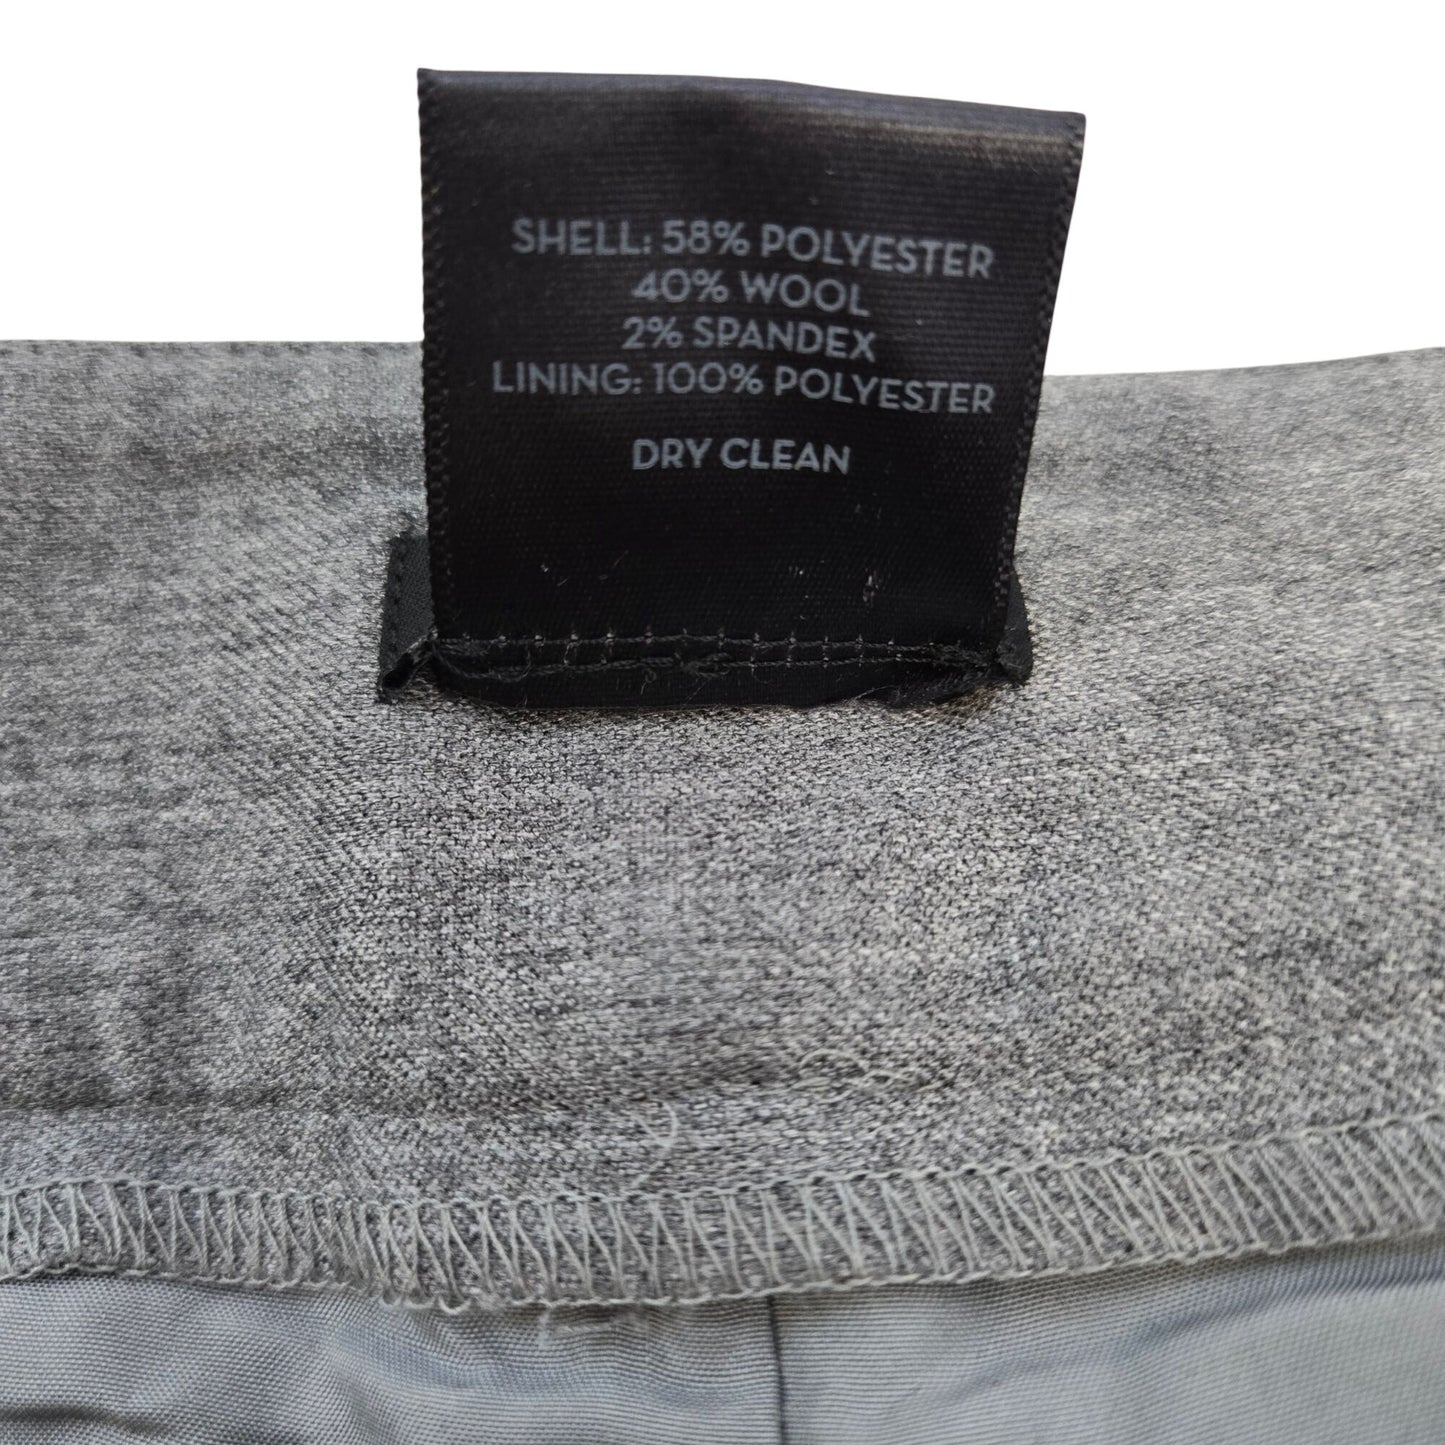 SHELL: 58% POLYESTER
40% WOOL
2% SPANDEX
LINING: 100% POLYESTER
DRY CLEAN